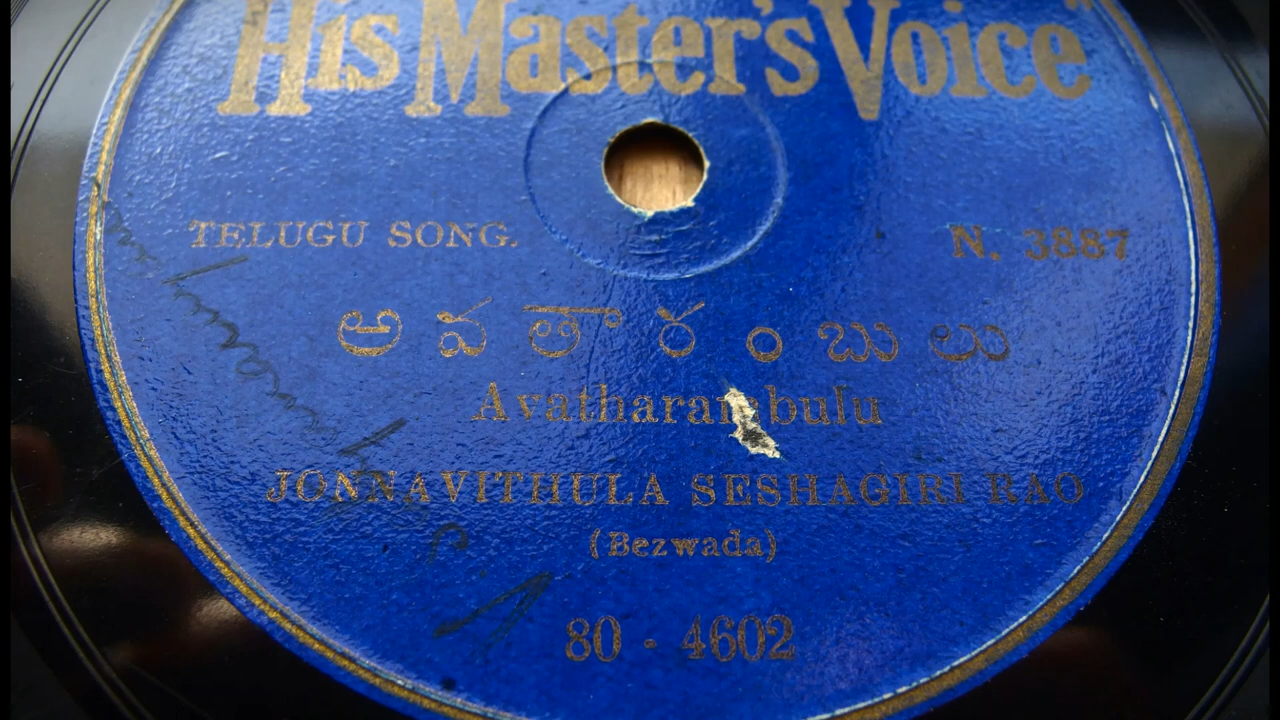 His Master's Voice"
TELUGU SONG. N. 3887
అవతారంబులు
Avatharambulu
JONNAVITHULA SESHAGIRI RAO
(Bezwada)
80 - 4602